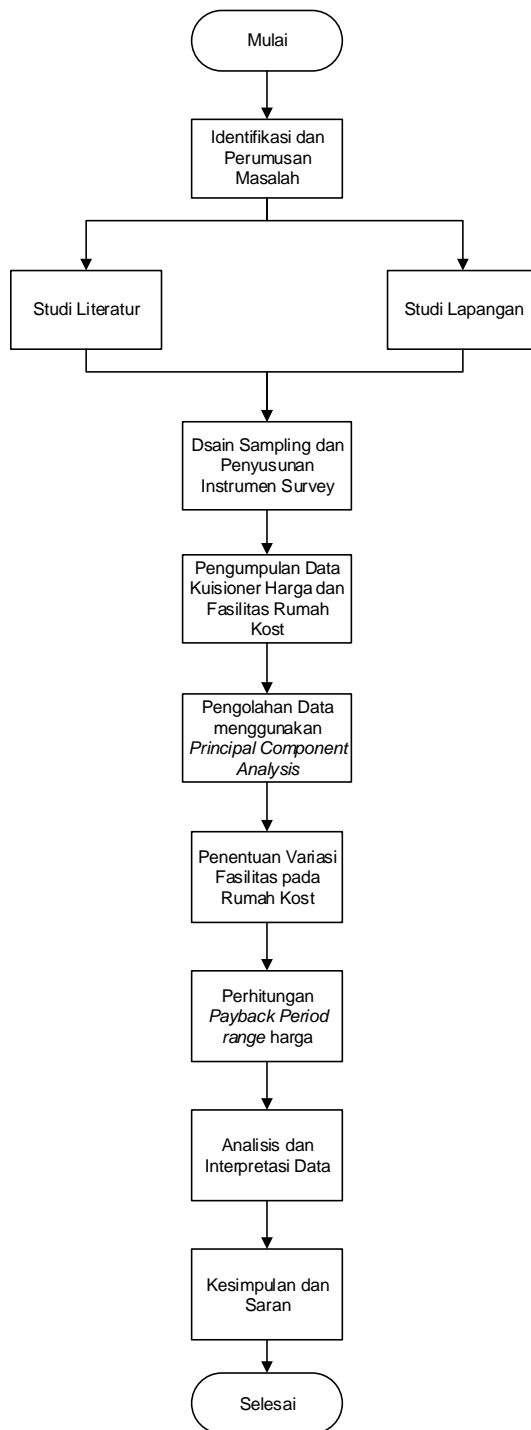 Mulai
Identifikasi dan
Perumusan
Masalah
Studi Literatur
Studi Lapangan
Dsain Sampling dan
Penyusunan
Instrumen Survey
Pengumpulan Data
Kuisioner Harga dan
Fasilitas Rumah
Kost
Pengolahan Data
menggunakan
Principal Component
Analysis
Penentuan Variasi
Fasilitas pada
Rumah Kost
Perhitungan
Payback Period
range harga
Analisis dan
Interpretasi Data
Kesimpulan dan
Saran
Selesai